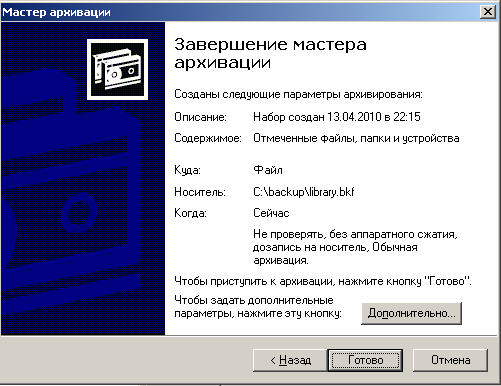 Мастер архивации
Завершение мастера
архивации
Созданы следующие параметры архивирования:
Описание: Набор создан 13.04.2010 в 22:15
Содержимое: Отмеченные файлы, папки и устройства
Куда: Файл
Носитель: C:\backup\library.bkf
Когда: Сейчас
Не проверять, без аппаратного сжатия,
дозапись на носитель, Обычная
архивация.
Чтобы приступить к архивации, нажмите кнопку "Готово".
Чтобы задать дополнительные
параметры, нажмите эту кнопку:
Дополнительно...
< Назад Готово Отмена